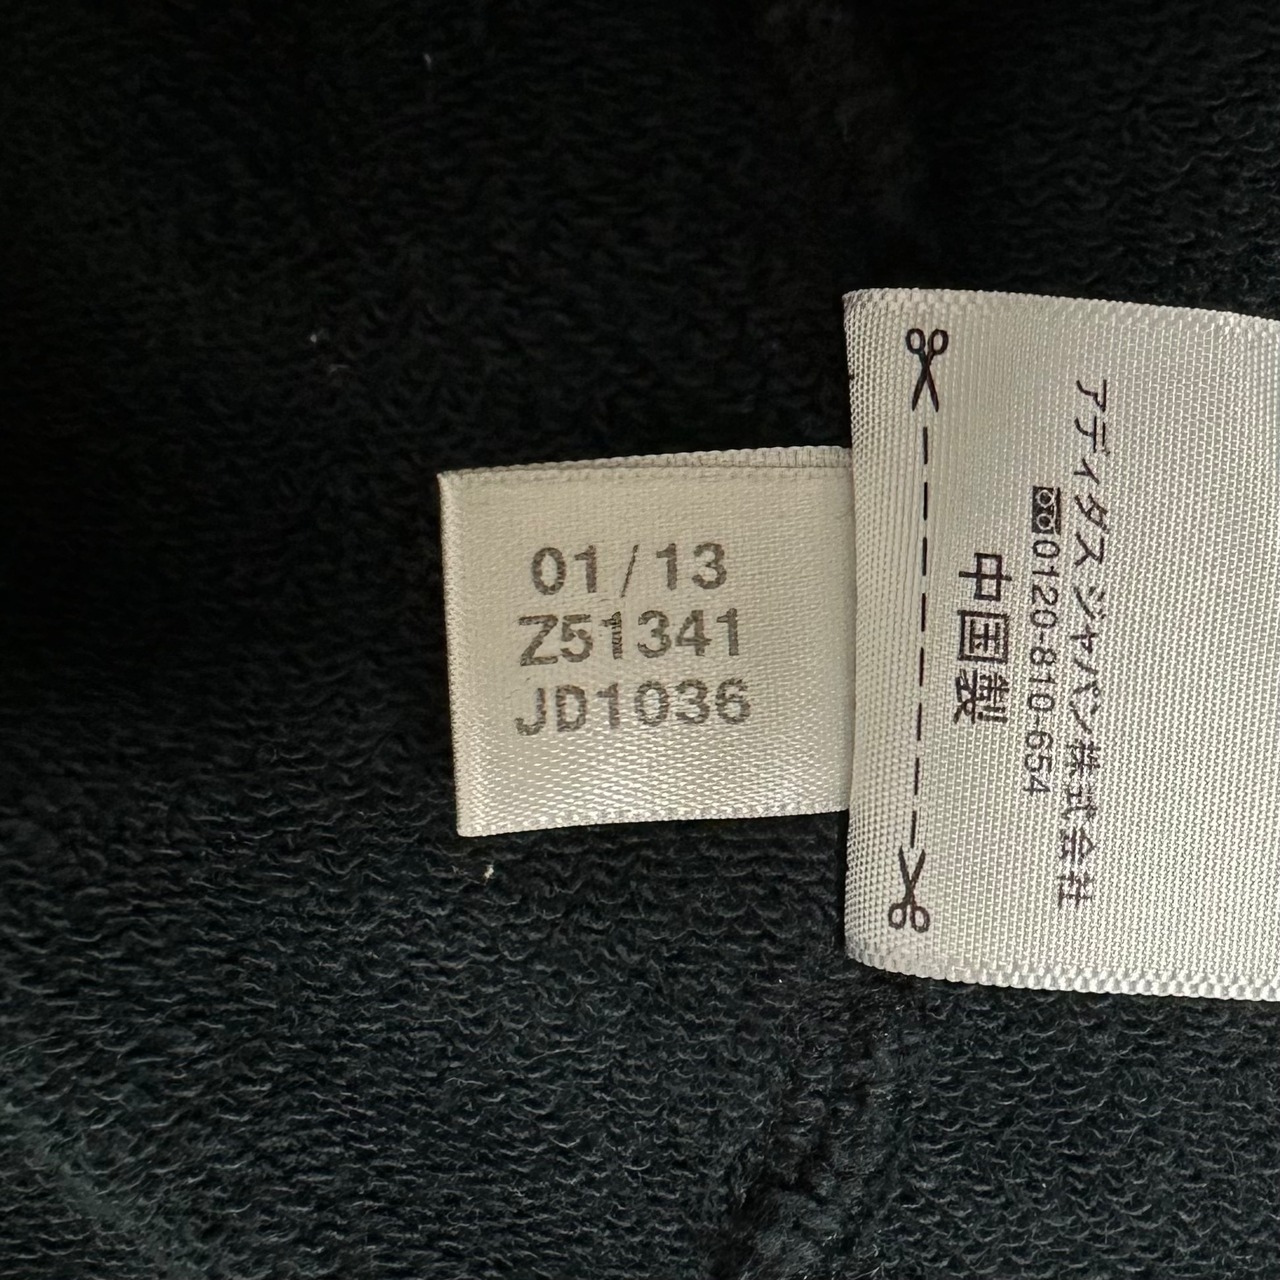 01/13
Z51341
JD1036
アディダスジャパン株式会社
0120-810-654
中国製